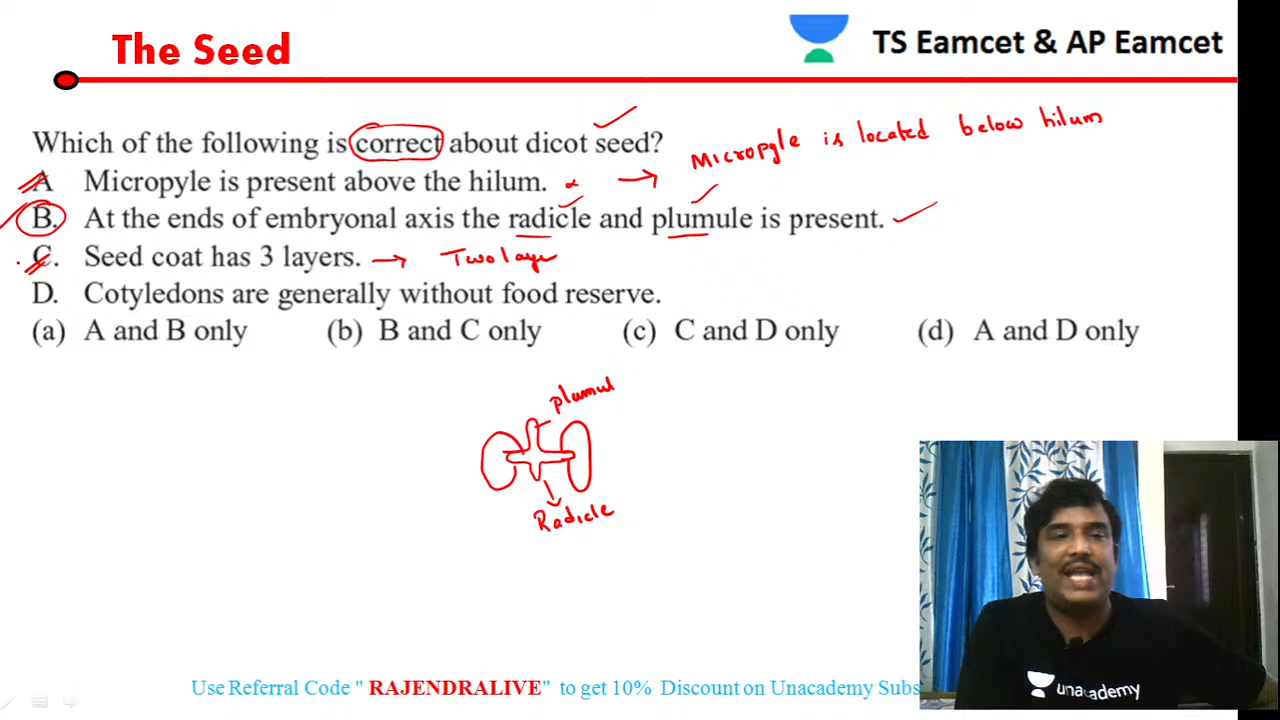 The Seed
TS Eamcet & AP Eamcet
Which of the following is correct about dicot seed?
Micropyle is located below hilum
A Micropyle is present above the hilum.
B. At the ends of embryonal axis the radicle and plumule is present.
C. Seed coat has 3 layers. → Two layer
D. Cotyledons are generally without food reserve.
(a) A and B only (b) B and C only (c) C and D only (d) A and D only
plumul
Radicle
unacademy
Use Referral Code " RAJENDRALIVE" to get 10% Discount on Unacademy Subs